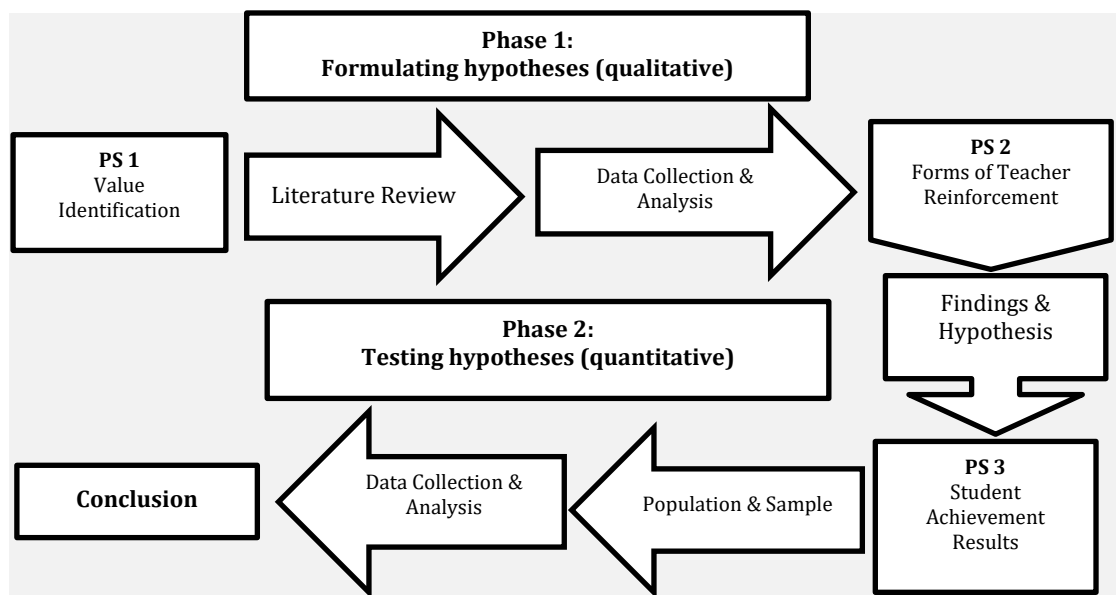 Phase 1:
Formulating hypotheses (qualitative)
PS 1
Value
Identification
Literature Review
Data Collection &
Analysis
PS 2
Forms of Teacher
Reinforcement
Findings &
Hypothesis
Phase 2:
Testing hypotheses (quantitative)
PS 3
Student
Achievement
Results
Population & Sample
Data Collection &
Analysis
Conclusion